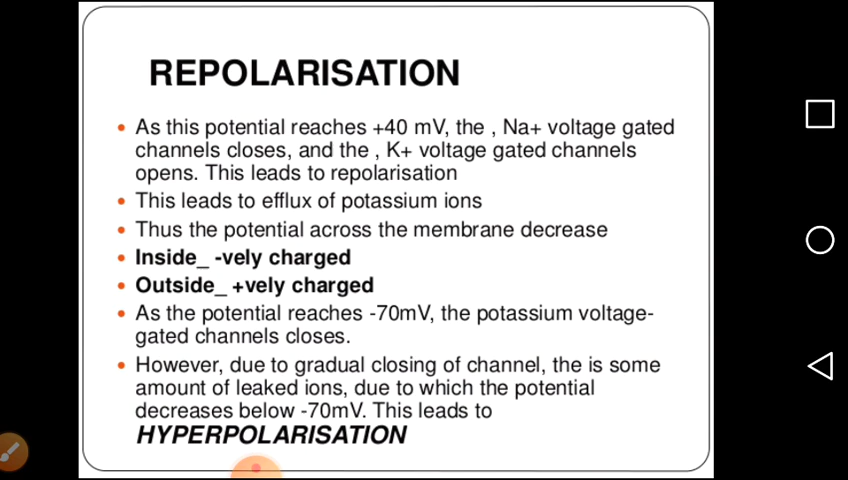 REPOLARISATION
• As this potential reaches +40 mV, the , Na+ voltage gated
channels closes, and the , K+ voltage gated channels
opens. This leads to repolarisation
• This leads to efflux of potassium ions
• Thus the potential across the membrane decrease
• Inside_ -vely charged
• Outside_ +vely charged
• As the potential reaches -70mV, the potassium voltage-
gated channels closes.
• However, due to gradual closing of channel, the is some
amount of leaked ions, due to which the potential
decreases below -70mV. This leads to
HYPERPOLARISATION